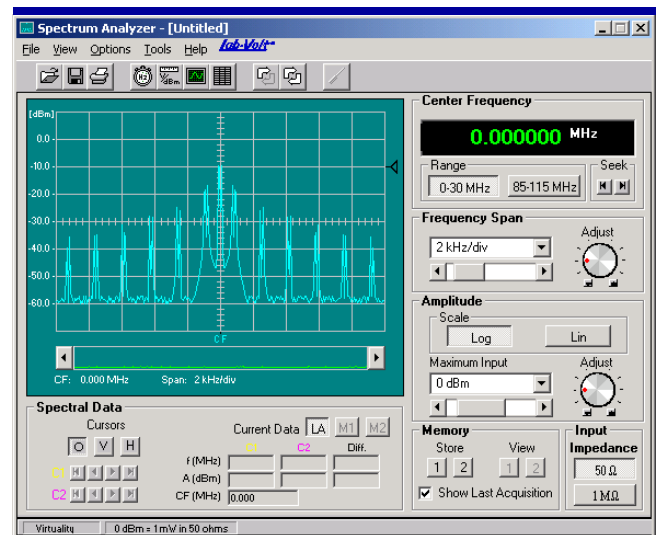 Spectrum Analyzer - [Untitled]
File View Options Tools Help Lab-Volt
Hz dBm
[dBm]
0.0
-10.0
-20.0
-30.0
-40.0
-50.0
-60.0
CF
CF: 0.000 MHz Span: 2 kHz/div
Center Frequency
0.000000 MHz
Range
0-30 MHz 85-115 MHz
Seek
Frequency Span
2 kHz/div
Adjust
Amplitude
Scale
Log Lin
Maximum Input
0 dBm
Adjust
Spectral Data
Cursors
O V H
C1
C2
Current Data LA M1 M2
C1 C2 Diff.
f (MHz)
A (dBm)
CF (MHz) 0.000
Memory
Store View
1 2 1 2
Show Last Acquisition
Input
Impedance
50 Ω
1 MΩ
Virtuality 0 dBm = 1 mW in 50 ohms